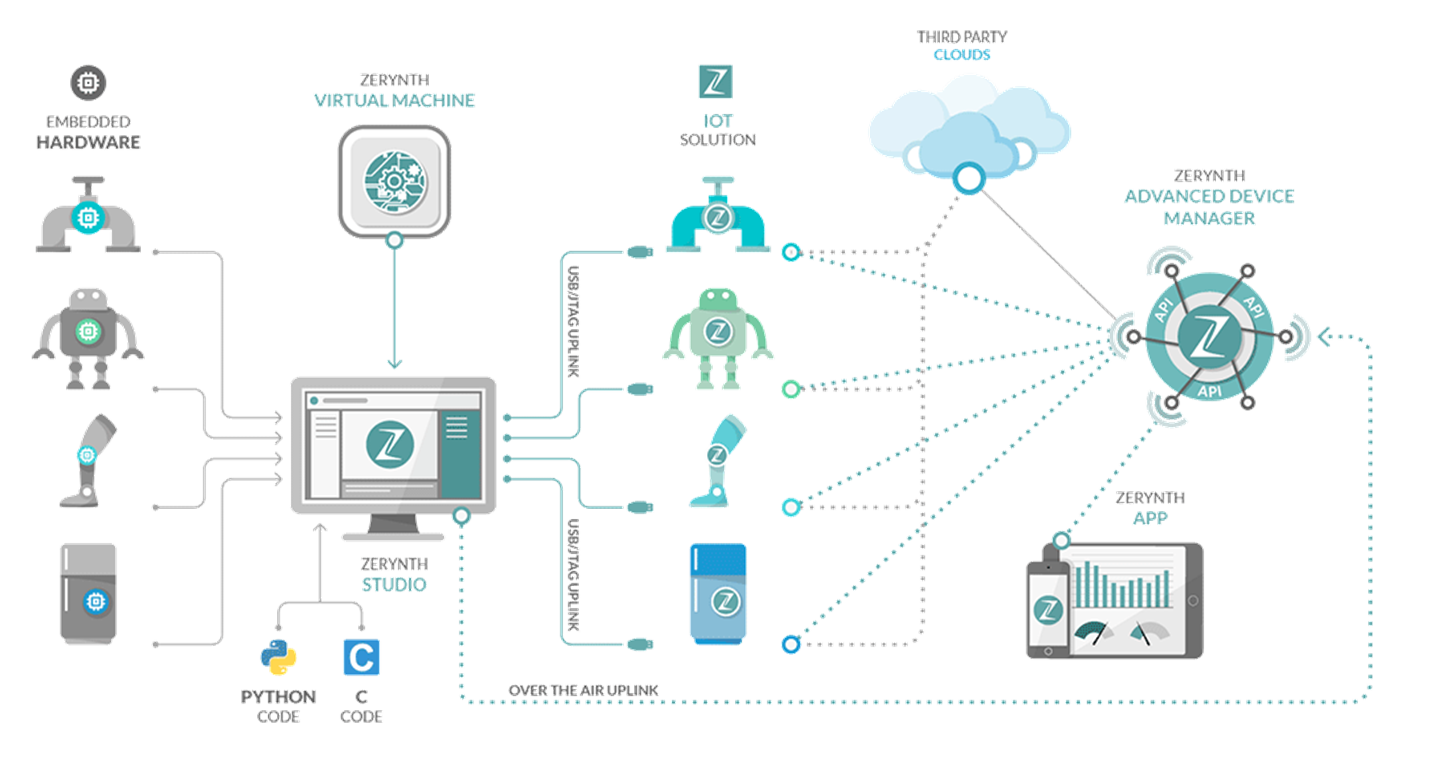 THIRD PARTY
CLOUDS
ZERYNTH
VIRTUAL MACHINE
EMBEDDED
HARDWARE
IOT
SOLUTION
ZERYNTH
ADVANCED DEVICE
MANAGER
API
API
API
USB/JTAG UPLINK
ZERYNTH
STUDIO
USB/JTAG UPLINK
ZERYNTH
APP
PYTHON
CODE
C
C
CODE
OVER THE AIR UPLINK